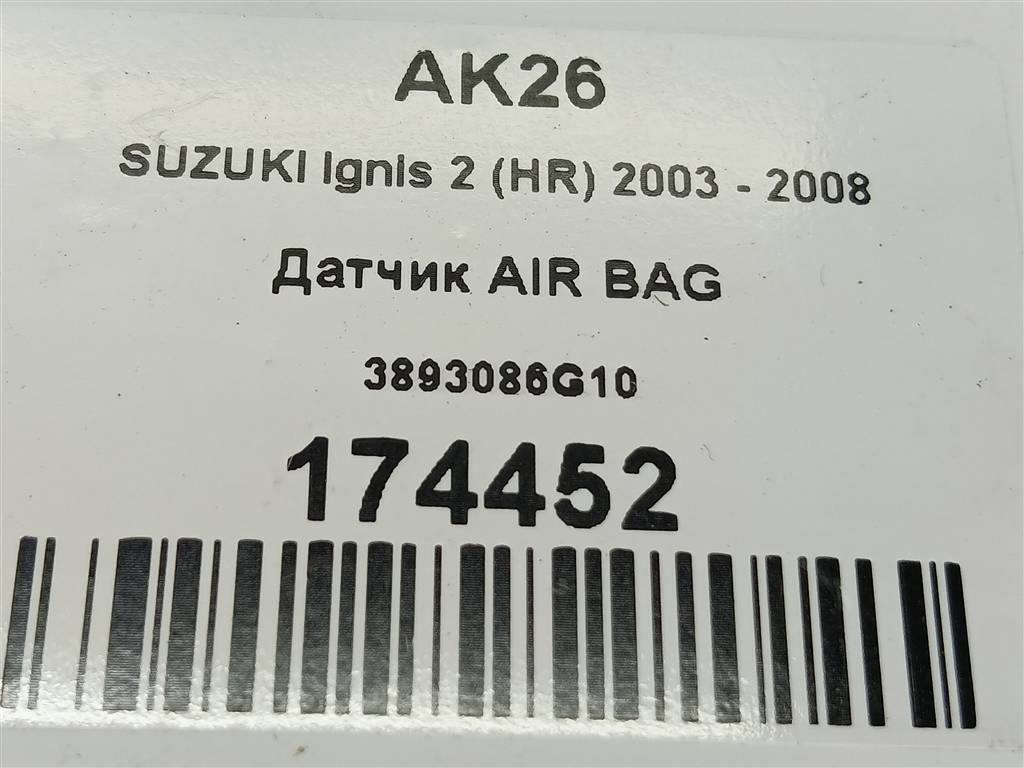 AK26
SUZUKI Ignis 2 (HR) 2003 - 2008
Датчик AIR BAG
3893086G10
174452